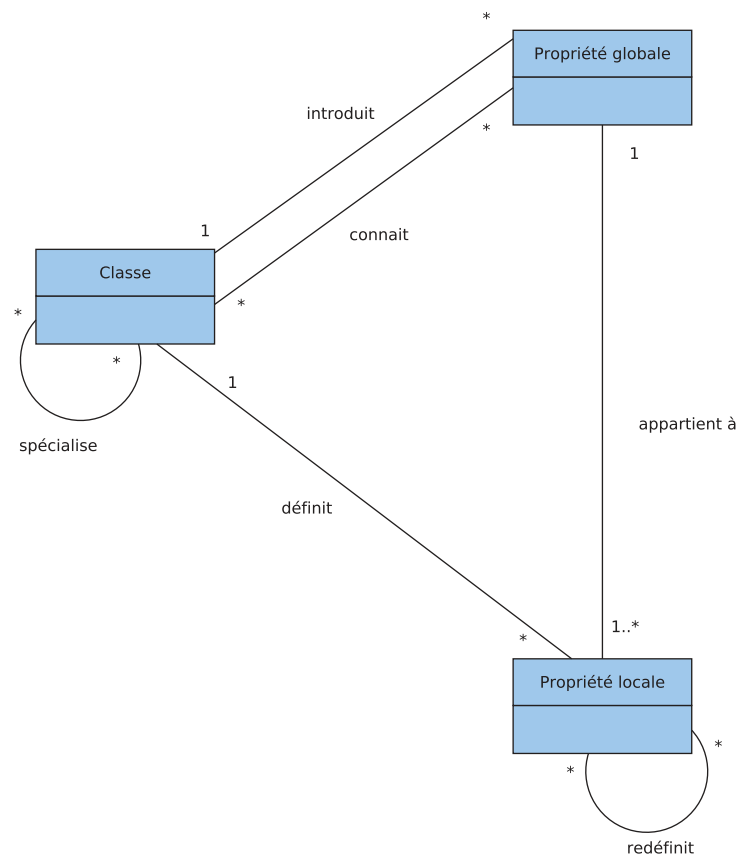 *
Propriété globale
introduit
*
1
1
connait
Classe
*
*
*
1
spécialise
appartient à
définit
1..*
*
Propriété locale
*
*
redéfinit